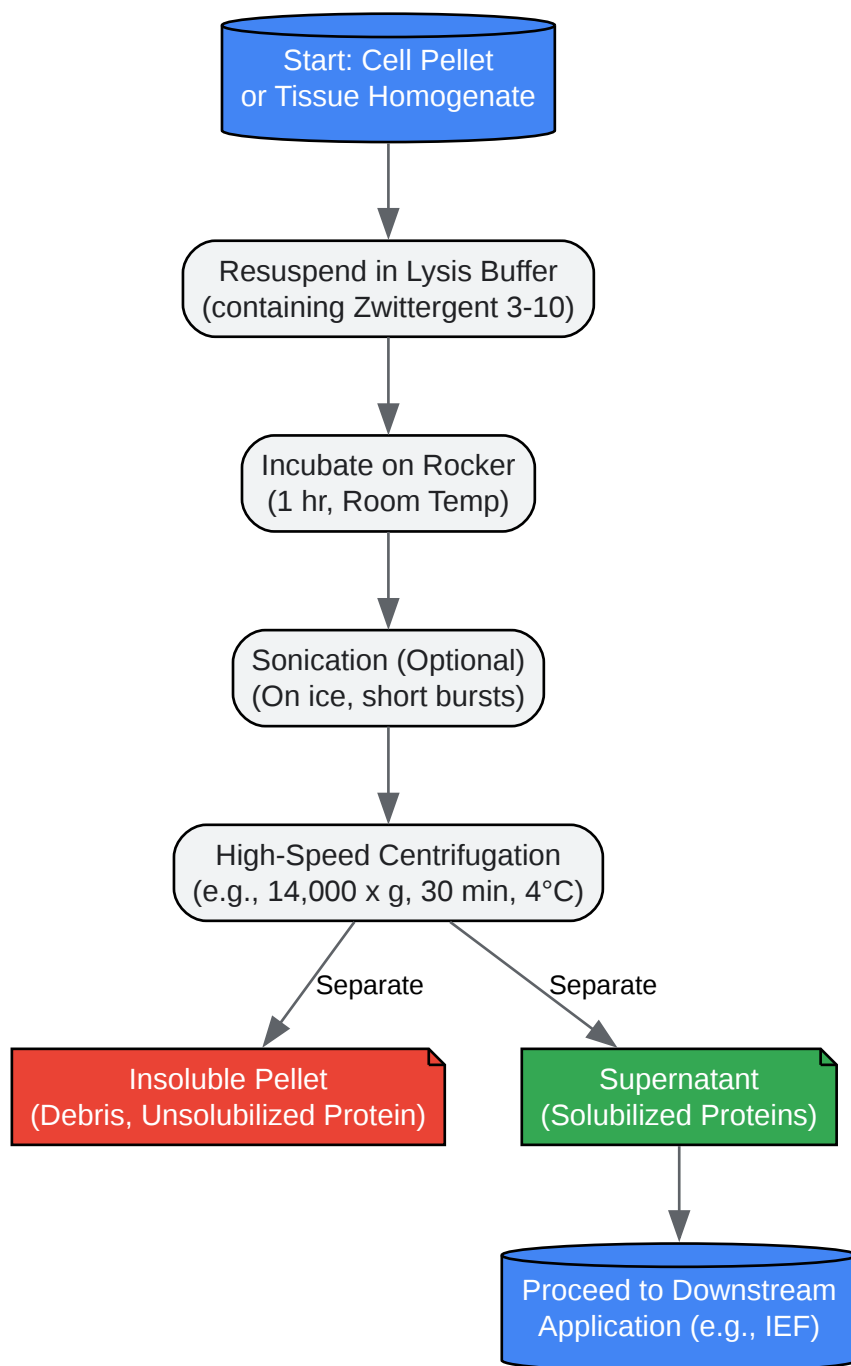 Start: Cell Pellet
or Tissue Homogenate
Resuspend in Lysis Buffer
(containing Zwittergent 3-10)
Incubate on Rocker
(1 hr, Room Temp)
Sonication (Optional)
(On ice, short bursts)
High-Speed Centrifugation
(e.g., 14,000 x g, 30 min, 4°C)
Separate
Separate
Insoluble Pellet
(Debris, Unsolubilized Protein)
Supernatant
(Solubilized Proteins)
Proceed to Downstream
Application (e.g., IEF)